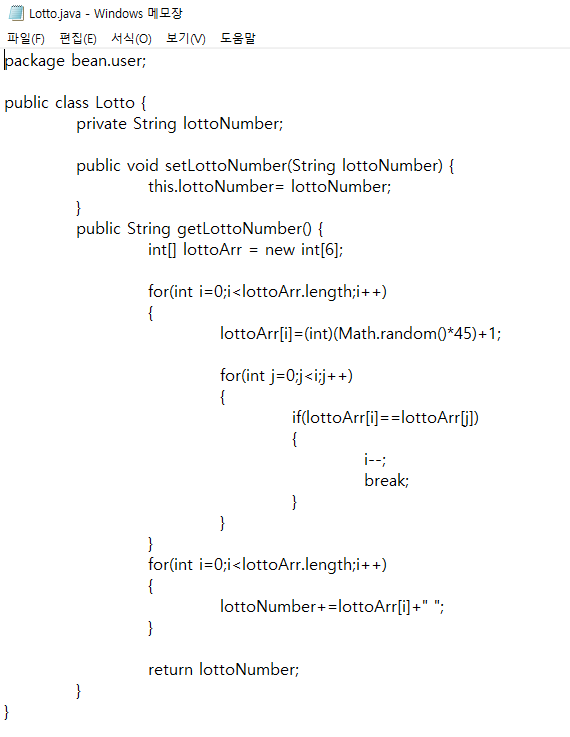 Lotto.java - Windows 메모장
파일(F) 편집(E) 서식(O) 보기(V) 도움말
package bean.user;
public class Lotto {
private String lottoNumber;
public void setLottoNumber(String lottoNumber) {
this.lottoNumber= lottoNumber;
}
public String getLottoNumber() {
int[] lottoArr = new int[6];
for(int i=0;i<lottoArr.length;i++)
{
lottoArr[i]=(int)(Math.random()*45)+1;
for(int j=0;j<i;j++)
{
if(lottoArr[i]==lottoArr[j])
{
i--;
break;
}
}
}
for(int i=0;i<lottoArr.length;i++)
{
lottoNumber+=lottoArr[i]+" ";
}
return lottoNumber;
}
}